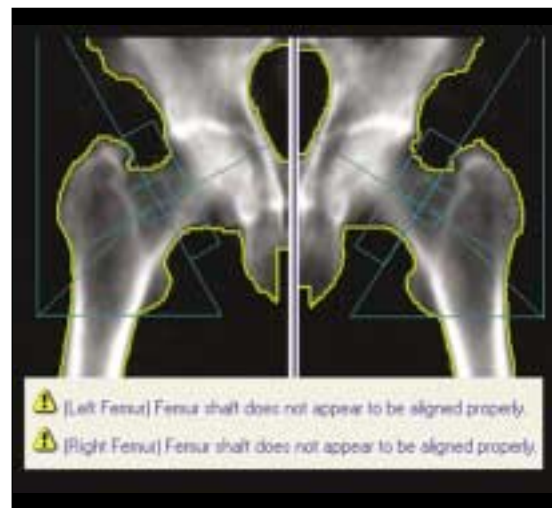 (Left Femur) Femur shaft does not appear to be aligned properly.
(Right Femur) Femur shaft does not appear to be aligned properly.